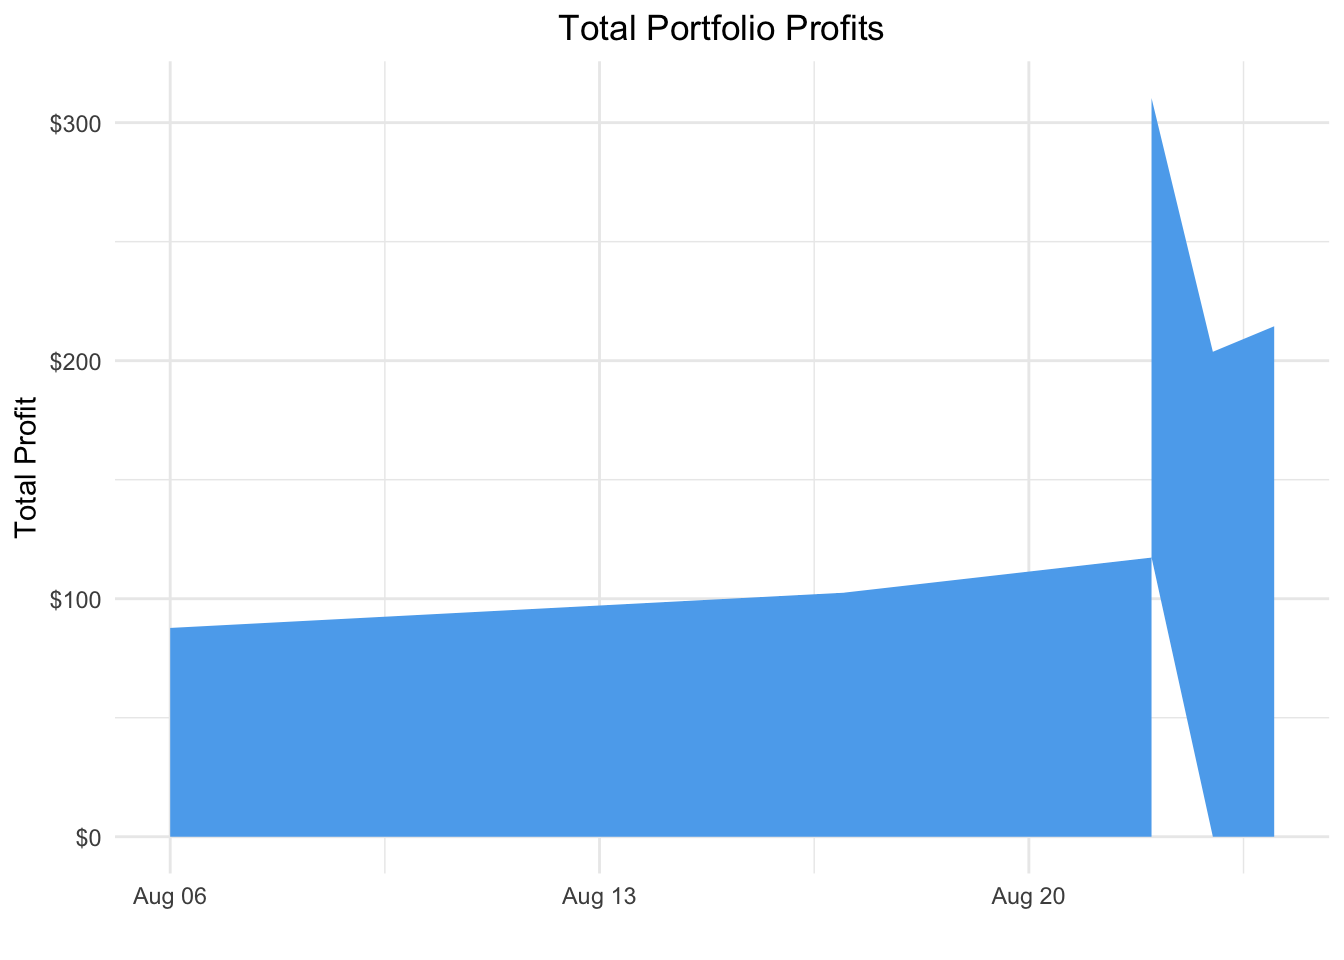 Total Portfolio Profits
Total Profit
$300
$200
$100
$0
Aug 06
Aug 13
Aug 20